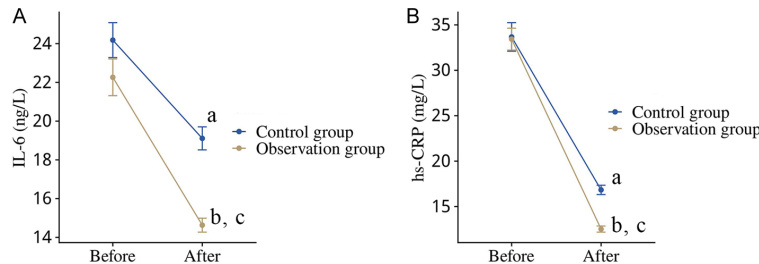 A
IL-6 (ng/L)
24
22
20
18
16
14
Before
After
a
b, c
Control group
Observation group
B
hs-CRP (mg/L)
35
30
25
20
15
Before
After
a
b, c
Control group
Observation group